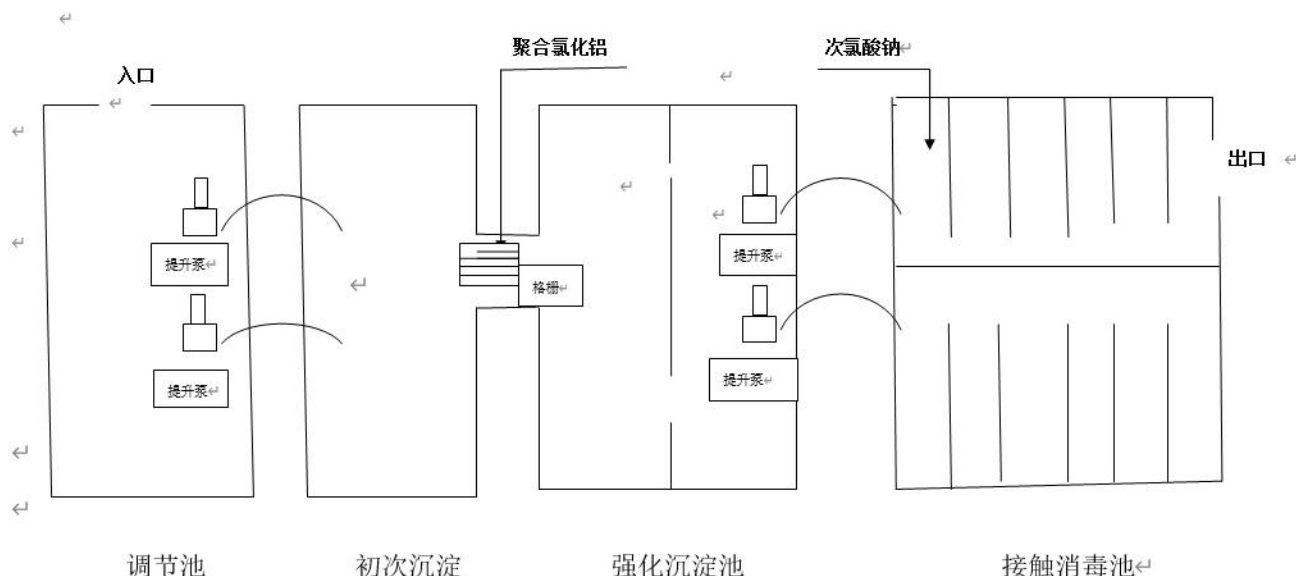 聚合氯化铝
次氯酸钠
入口
出口
提升泵
提升泵
格栅
提升泵
提升泵
调节池
初次沉淀
强化沉淀池
接触消毒池